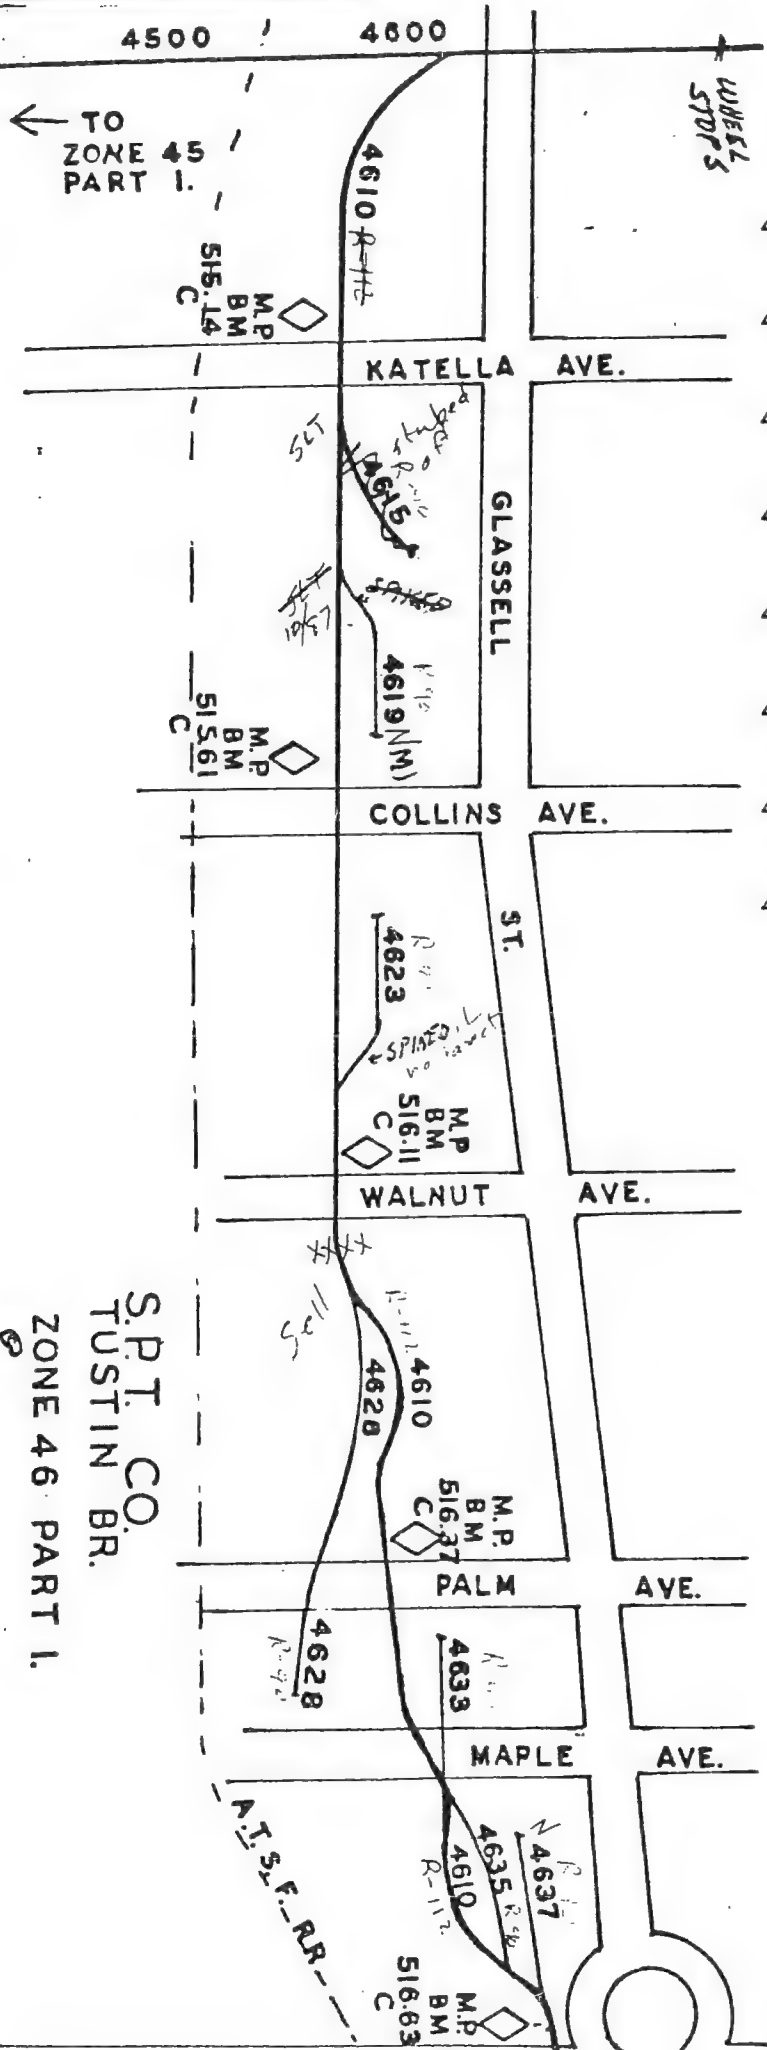 4500
4600
WHEEL
STOPS
TO
ZONE 45
PART 1.
4610 R-112
M.P
BM
515.14
C
KATELLA AVE.
4615
GLASSELL
4619 NM)
M.P.
BM
515.61
C
COLLINS AVE.
ST.
4623
SPIKED
M.P
BM
516.11
C
WALNUT AVE.
R-112 4610
4628
S.P.T. CO.
TUSTIN BR.
ZONE 46 PART 1.
M.P.
BM
516.37
C
PALM AVE.
4628
4633
MAPLE AVE.
N 4637
4635
4610
R-112
A.T.S.F. RR
M.P.
BM
516.63
C